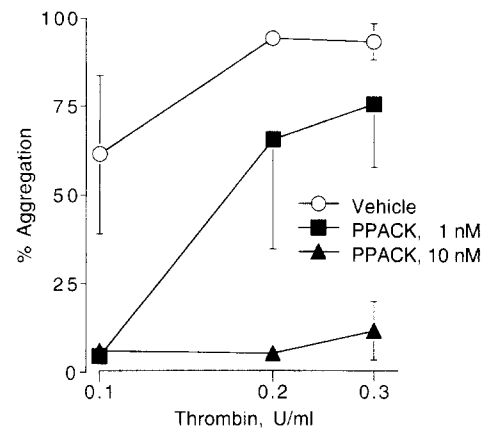 100
75
50
25
0
% Aggregation
Vehicle
PPACK, 1 nM
PPACK, 10 nM
0.1
0.2
0.3
Thrombin, U/ml